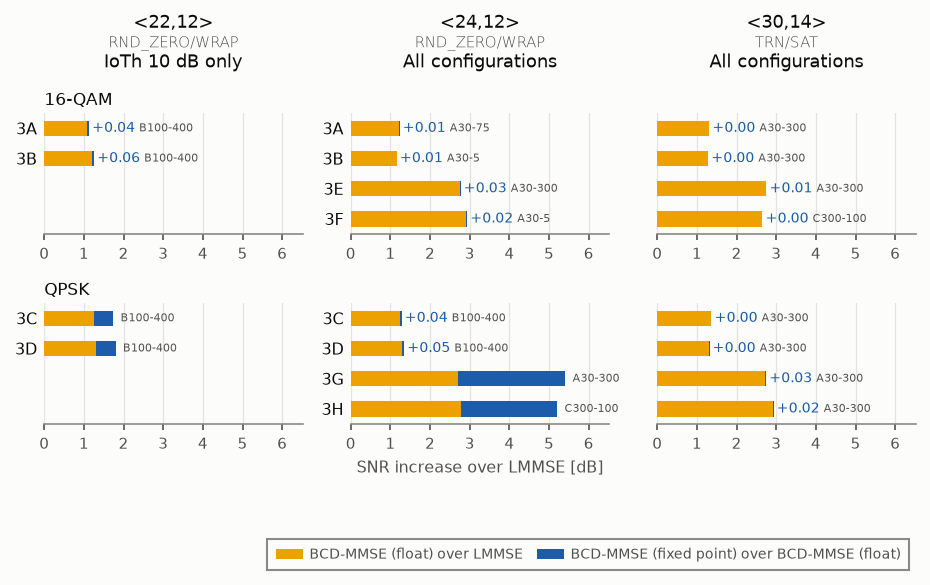 <22,12>
RND_ZERO/WRAP
IoTh 10 dB only
<24,12>
RND_ZERO/WRAP
All configurations
<30,14>
TRN/SAT
All configurations
16-QAM
3A +0.04 B100-400
3B +0.06 B100-400
0 1 2 3 4 5 6
3A +0.01 A30-75
3B +0.01 A30-5
3E +0.03 A30-300
3F +0.02 A30-5
0 1 2 3 4 5 6
+0.00 A30-300
+0.00 A30-300
+0.01 A30-300
+0.00 C300-100
0 1 2 3 4 5 6
QPSK
3C B100-400
3D B100-400
0 1 2 3 4 5 6
3C +0.04 B100-400
3D +0.05 B100-400
3G A30-300
3H C300-100
0 1 2 3 4 5 6
+0.00 A30-300
+0.00 A30-300
+0.03 A30-300
+0.02 A30-300
0 1 2 3 4 5 6
SNR increase over LMMSE [dB]
BCD-MMSE (float) over LMMSE
BCD-MMSE (fixed point) over BCD-MMSE (float)